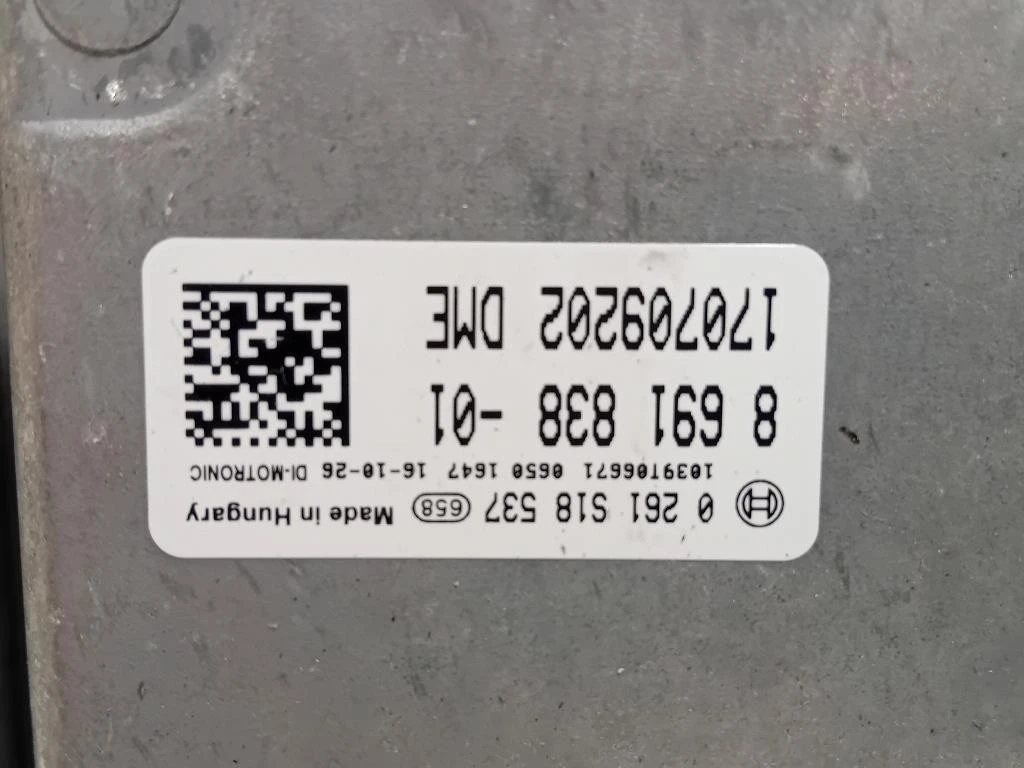 0 261 S18 537 658 Made in Hungary
1039T06671 0650 1647 16-10-26 DI-MOTRONIC
8 691 838 -01
170709202 DME